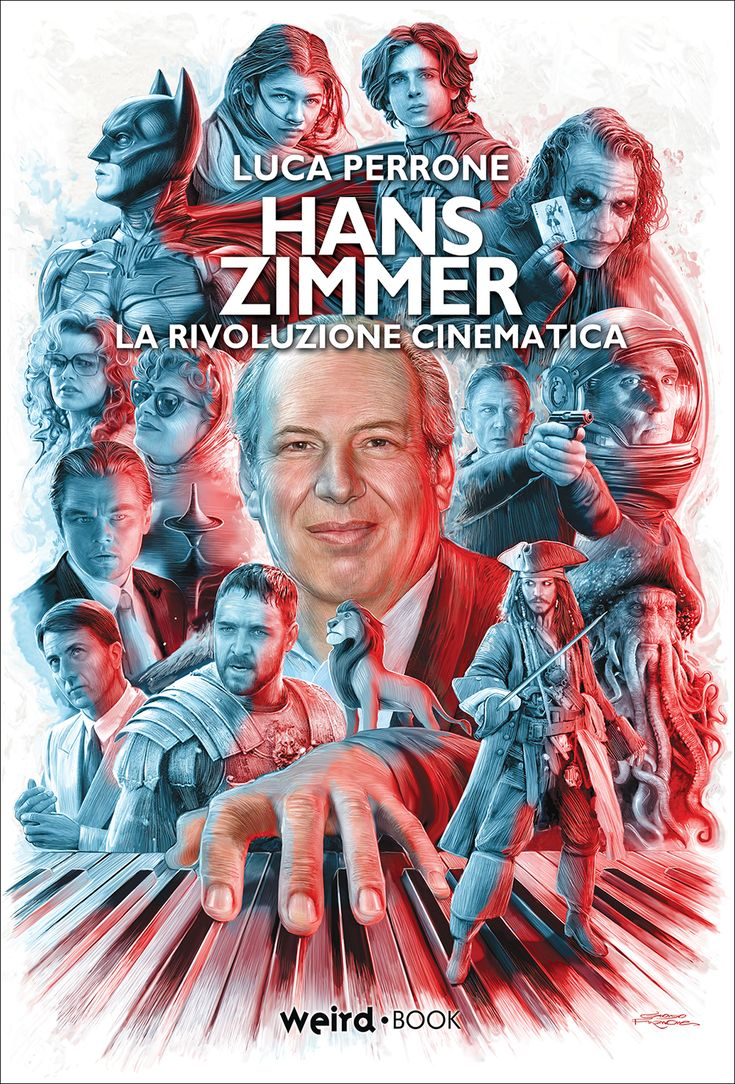 LUCA PERRONE
HANS
ZIMMER
LA RIVOLUZIONE CINEMATICA
weird•BOOK